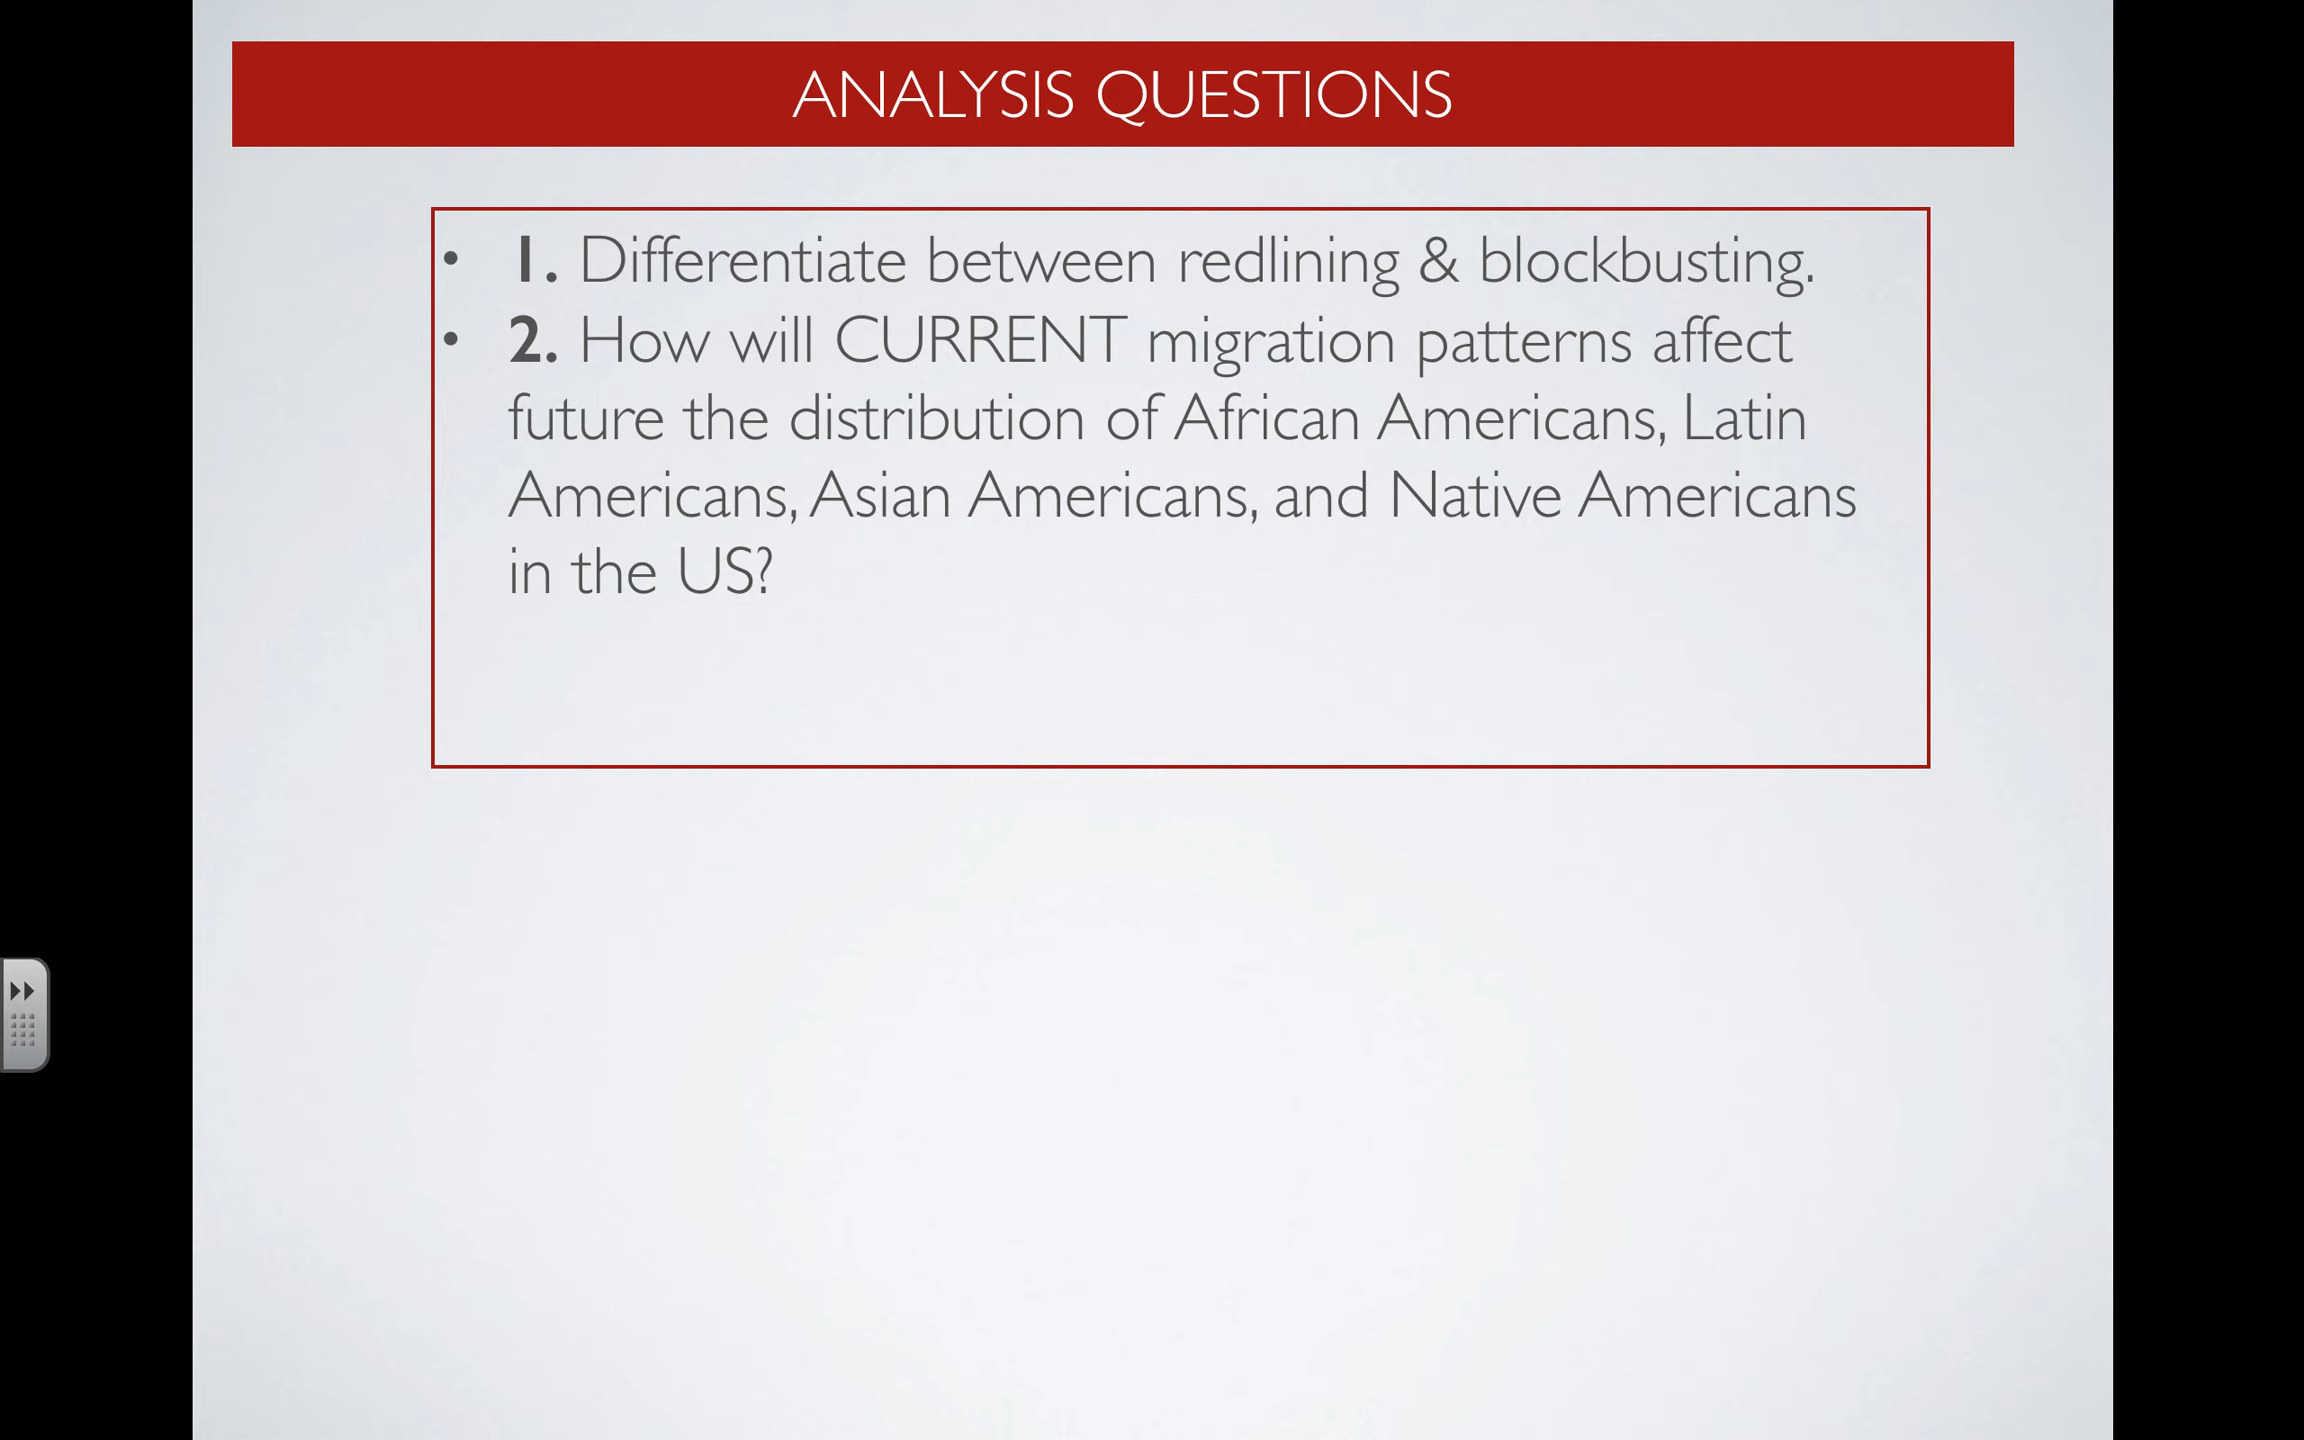 ANALYSIS QUESTIONS
• 1. Differentiate between redlining & blockbusting.
• 2. How will CURRENT migration patterns affect
future the distribution of African Americans, Latin
Americans, Asian Americans, and Native Americans
in the US?